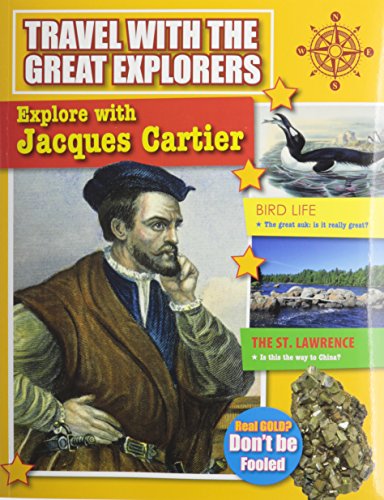 TRAVEL WITH THE
GREAT EXPLORERS
N
W
E
S
Explore with
Jacques Cartier
BIRD LIFE
★ The great auk: is it really great?
THE ST. LAWRENCE
★ Is this the way to China?
Real GOLD?
Don't be
Fooled